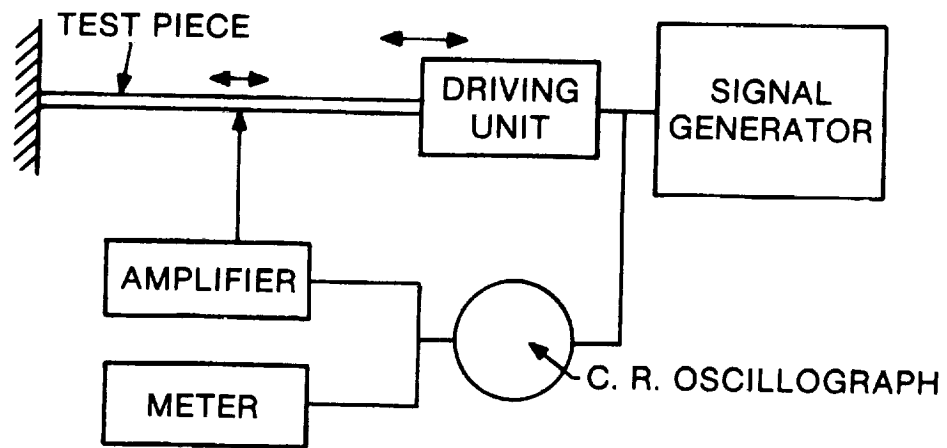 TEST PIECE
DRIVING
UNIT
SIGNAL
GENERATOR
AMPLIFIER
METER
C. R. OSCILLOGRAPH